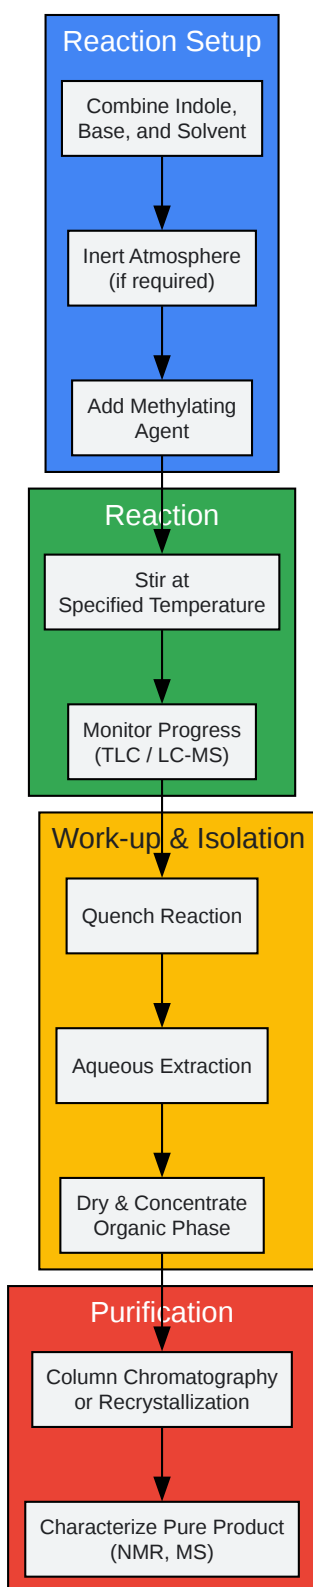 Reaction Setup
Combine Indole,
Base, and Solvent
Inert Atmosphere
(if required)
Add Methylating
Agent
Reaction
Stir at
Specified Temperature
Monitor Progress
(TLC / LC-MS)
Work-up & Isolation
Quench Reaction
Aqueous Extraction
Dry & Concentrate
Organic Phase
Purification
Column Chromatography
or Recrystallization
Characterize Pure Product
(NMR, MS)